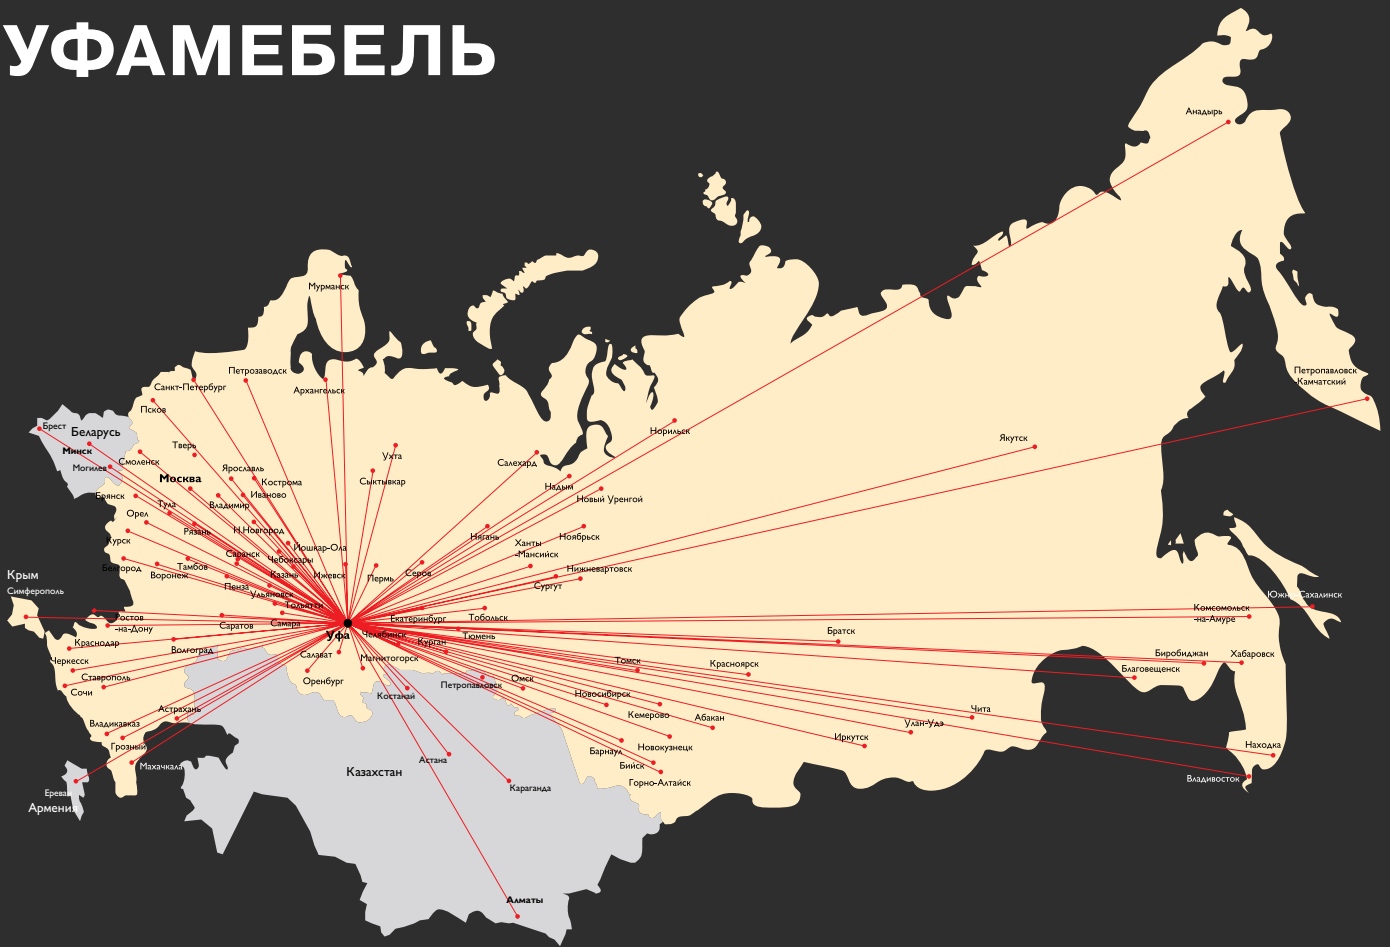 УФАМЕБЕЛЬ
Анадырь
Мурманск
Петрозаводск
Санкт-Петербург
Архангельск
Псков
Петропавловск
-Камчатский
Брест
Беларусь
Минск
Могилев
Смоленск
Тверь
Ухта
Норильск
Якутск
Салехард
Москва
Ярославль
Кострома
Сыктывкар
Надым
Новый Уренгой
Брянск
Иваново
Владимир
Тула
Орел
Рязань
Н.Новгород
Курск
Нягань
Ноябрьск
Ханты
-Мансийск
Йошкар-Ола
Саранск
Чебоксары
Белгород
Воронеж
Тамбов
Казань
Ижевск
Пермь
Серов
Нижневартовск
Сургут
Крым
Симферополь
Пенза
Ульяновск
Тольятти
Южно-Сахалинск
Комсомольск
-на-Амуре
Ростов
-на-Дону
Саратов
Самара
Екатеринбург
Тобольск
Уфа
Челябинск
Тюмень
Братск
Краснодар
Волгоград
Курган
Салават
Магнитогорск
Черкесск
Ставрополь
Сочи
Оренбург
Костанай
Петропавловск
Омск
Томск
Красноярск
Биробиджан
Хабаровск
Благовещенск
Новосибирск
Кемерово
Абакан
Чита
Улан-Удэ
Иркутск
Астрахань
Владикавказ
Грозный
Махачкала
Находка
Владивосток
Барнаул
Новокузнецк
Бийск
Горно-Алтайск
Астана
Казахстан
Караганда
Ереван
Армения
Алматы